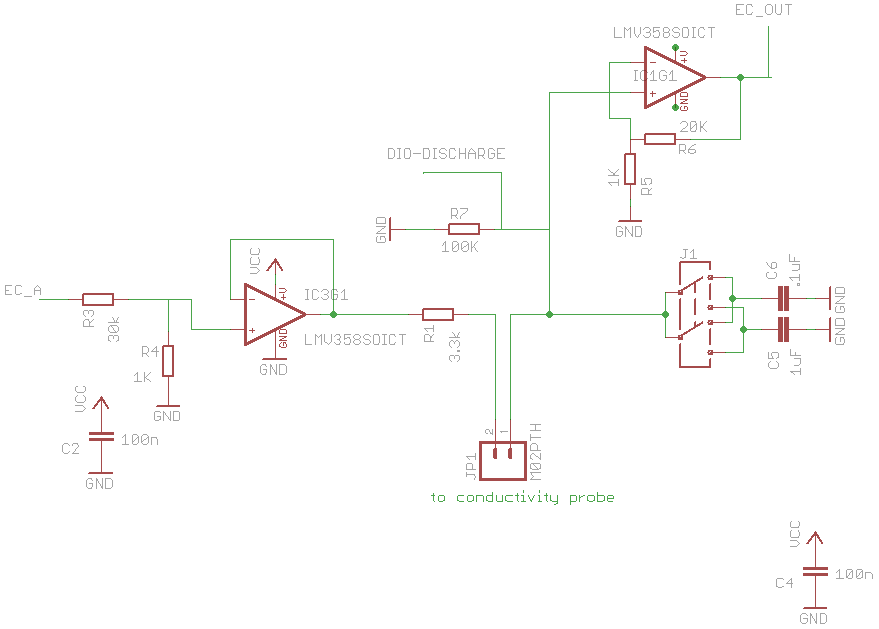 EC_OUT
LMV358SOICT
+V
IC1G1
GND
20K
R6
1K
R5
GND
DIO-DISCHARGE
R7
GND
100K
J1
C6
.1uF
GND
C5
1uF
GND
VCC
EC_A
+V
IC3G1
R3
30k
GND
LMV358SOICT
R1
3.3k
R4
1K
GND
GND
VCC
C2
100n
GND
2
1
JP1
M02PTH
to conductivity probe
VCC
C4
100n
GND